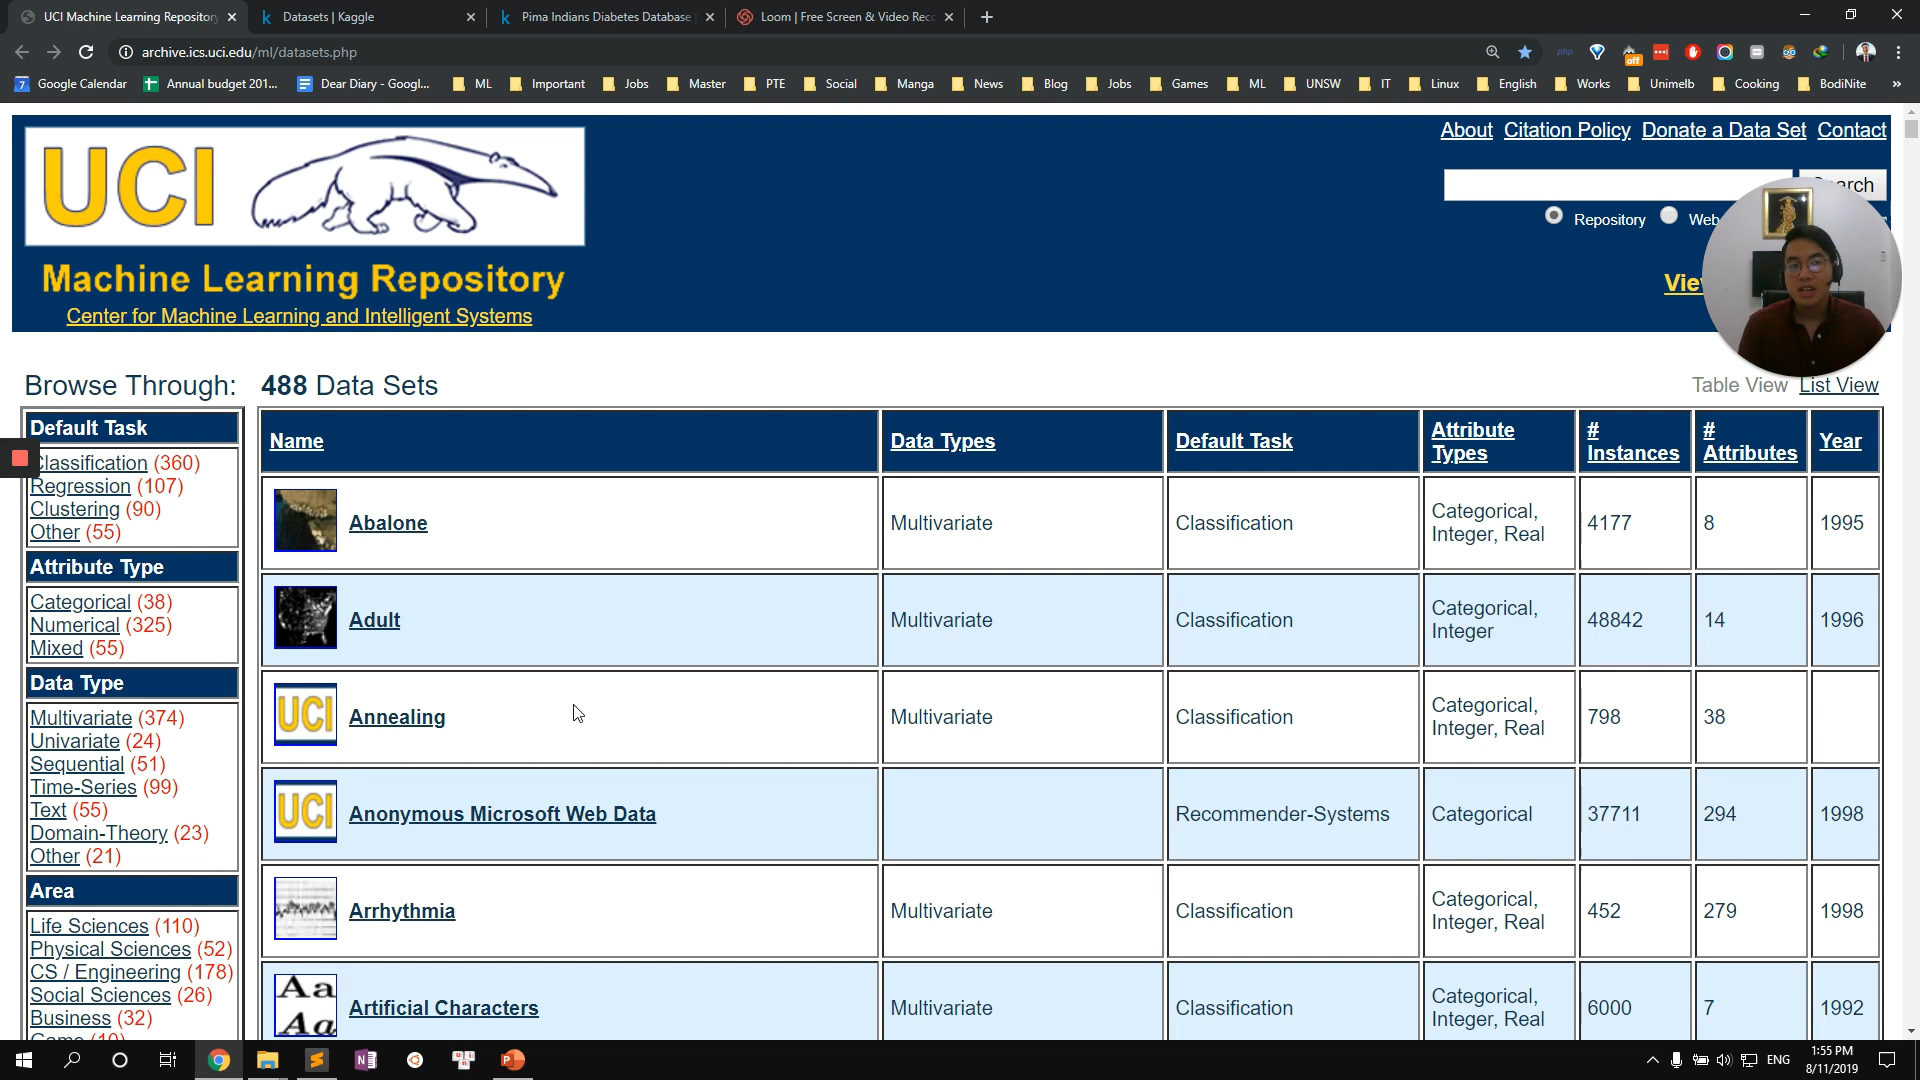 UCI Machine Learning Repository
Datasets | Kaggle
Pima Indians Diabetes Database
Loom | Free Screen & Video Rec
archive.ics.uci.edu/ml/datasets.php
php
off
7 Google Calendar
Annual budget 201...
Dear Diary - Googl...
ML
Important
Jobs
Master
PTE
Social
Manga
News
Blog
Jobs
Games
ML
UNSW
IT
Linux
English
Works
Unimelb
Cooking
BodiNite
»
UCI
Machine Learning Repository
Center for Machine Learning and Intelligent Systems
About Citation Policy Donate a Data Set Contact
Repository Web
Browse Through:
488 Data Sets
Table View List View
Default Task
Classification (360)
Regression (107)
Clustering (90)
Other (55)
Attribute Type
Categorical (38)
Numerical (325)
Mixed (55)
Data Type
Multivariate (374)
Univariate (24)
Sequential (51)
Time-Series (99)
Text (55)
Domain-Theory (23)
Other (21)
Area
Life Sciences (110)
Physical Sciences (52)
CS / Engineering (178)
Social Sciences (26)
Business (32)
Name Data Types Default Task Attribute Types # Instances # Attributes Year
Abalone Multivariate Classification Categorical, Integer, Real 4177 8 1995
Adult Multivariate Classification Categorical, Integer 48842 14 1996
UCI Annealing Multivariate Classification Categorical, Integer, Real 798 38
UCI Anonymous Microsoft Web Data Recommender-Systems Categorical 37711 294 1998
Arrhythmia Multivariate Classification Categorical, Integer, Real 452 279 1998
Aa Aa Artificial Characters Multivariate Classification Categorical, Integer, Real 6000 7 1992
ENG
1:55 PM
8/11/2019